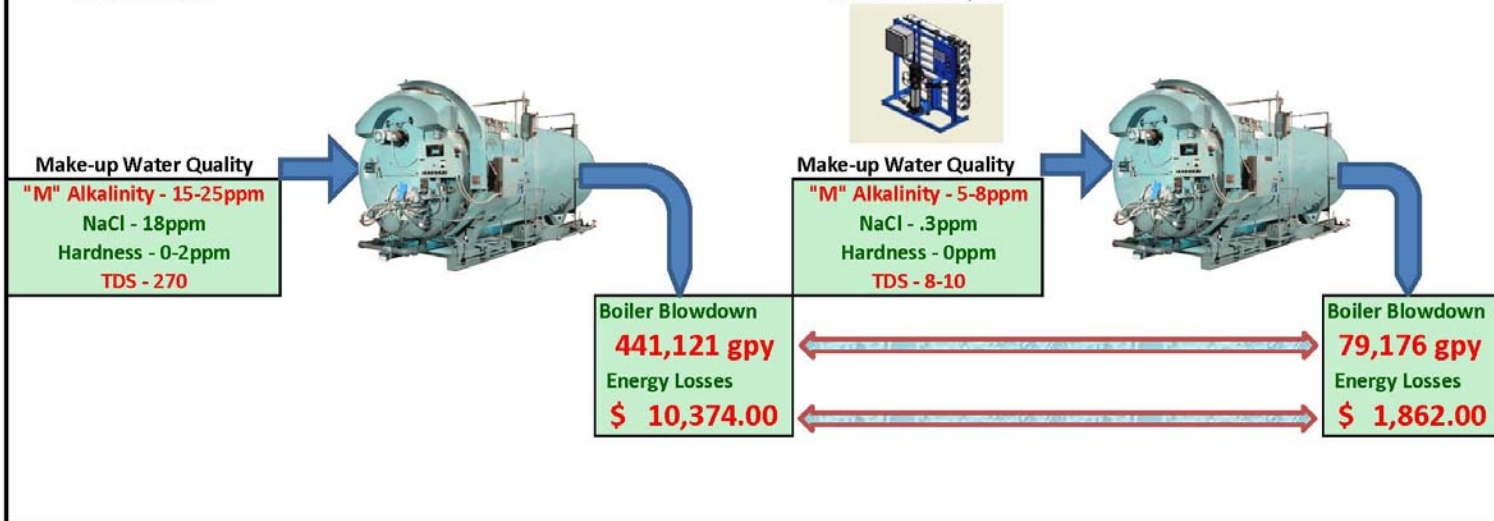 Make-up Water Quality
"M" Alkalinity - 15-25ppm
NaCl - 18ppm
Hardness - 0-2ppm
TDS - 270
Boiler Blowdown
441,121 gpy
Energy Losses
$ 10,374.00
Make-up Water Quality
"M" Alkalinity - 5-8ppm
NaCl - .3ppm
Hardness - 0ppm
TDS - 8-10
Boiler Blowdown
79,176 gpy
Energy Losses
$ 1,862.00